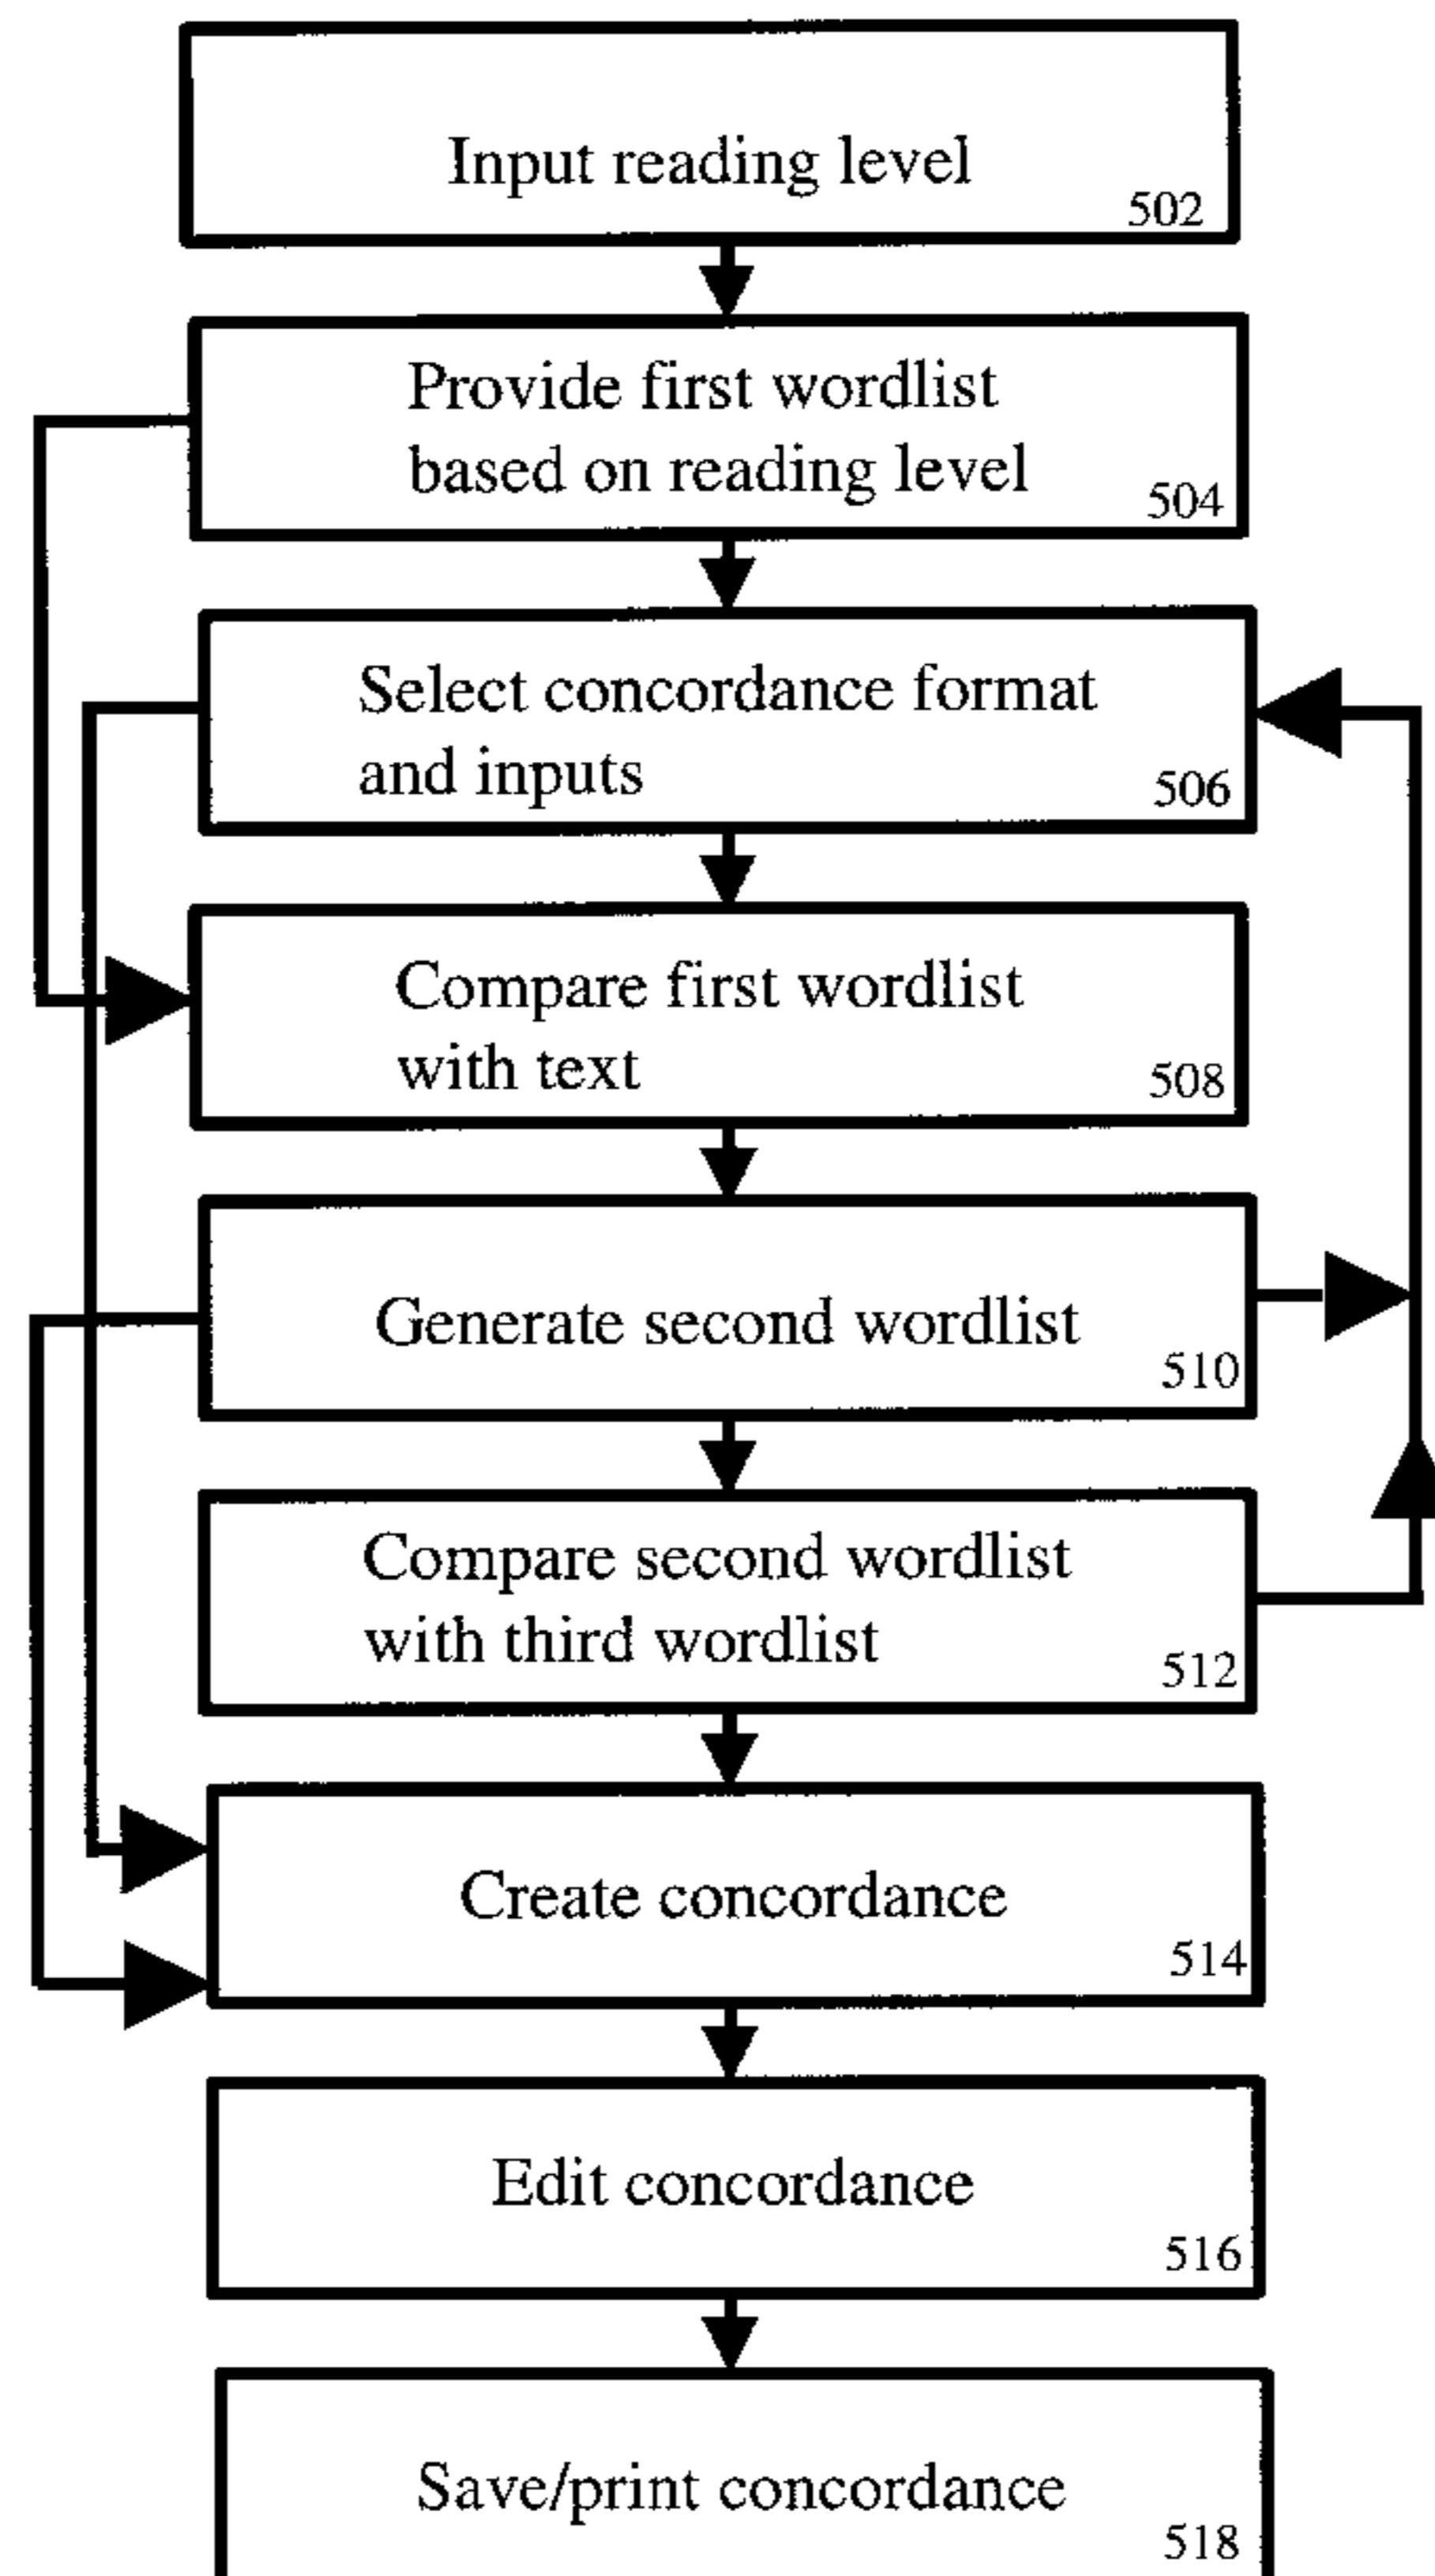 Input reading level
502
Provide first wordlist
based on reading level
504
Select concordance format
and inputs
506
Compare first wordlist
with text
508
Generate second wordlist
510
Compare second wordlist
with third wordlist
512
Create concordance
514
Edit concordance
516
Save/print concordance
518